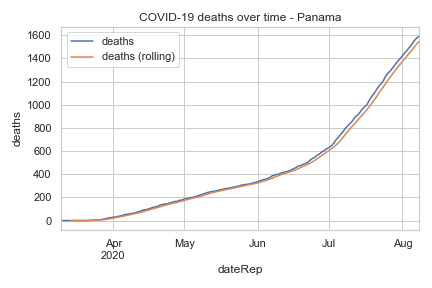 COVID-19 deaths over time - Panama
deaths
deaths (rolling)
1600
1400
1200
1000
800
600
400
200
0
deaths
Apr
2020
May
Jun
Jul
Aug
dateRep